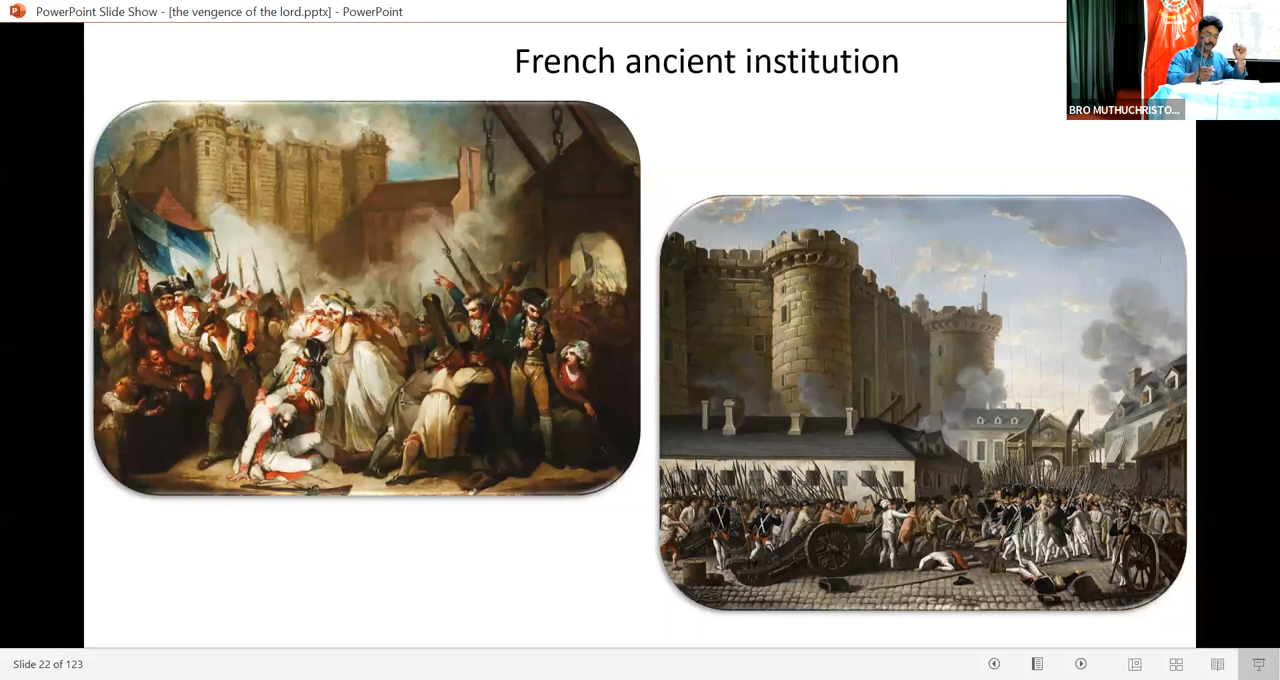 PowerPoint Slide Show - [the vengence of the lord.pptx] - PowerPoint
French ancient institution
BRO MUTHUCHRISTO...
Slide 22 of 123